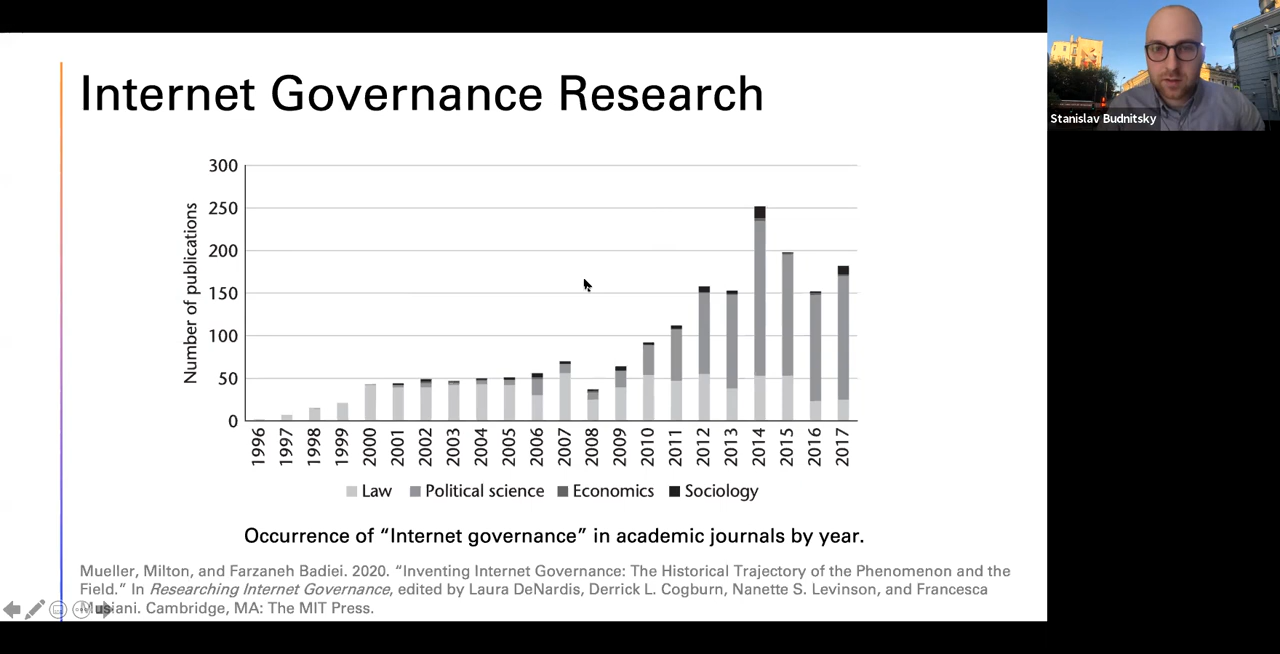 Internet Governance Research
Stanislav Budnitsky
Number of publications
300
250
200
150
100
50
0
1996 1997 1998 1999 2000 2001 2002 2003 2004 2005 2006 2007 2008 2009 2010 2011 2012 2013 2014 2015 2016 2017
Law Political science Economics Sociology
Occurrence of “Internet governance” in academic journals by year.
Mueller, Milton, and Farzaneh Badiei. 2020. “Inventing Internet Governance: The Historical Trajectory of the Phenomenon and the
Field.” In Researching Internet Governance, edited by Laura DeNardis, Derrick L. Cogburn, Nanette S. Levinson, and Francesca
Musiani. Cambridge, MA: The MIT Press.